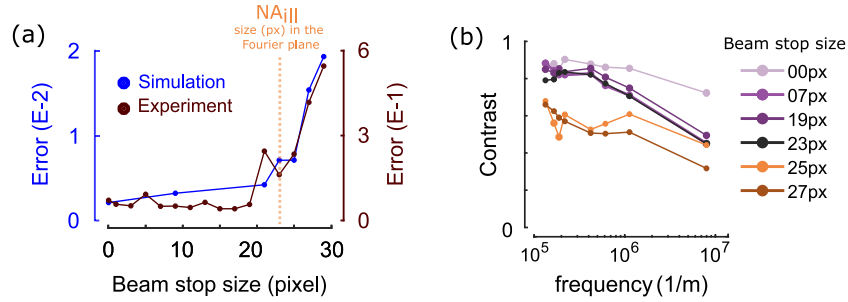 (a)
NAill
size (px) in the
Fourier plane
Simulation
Experiment
Error (E-2)
2
1
0
Error (E-1)
6
3
0
0
10
20
30
Beam stop size (pixel)
(b)
Contrast
1
0
10^5
10^6
10^7
frequency (1/m)
Beam stop size
00px
07px
19px
23px
25px
27px